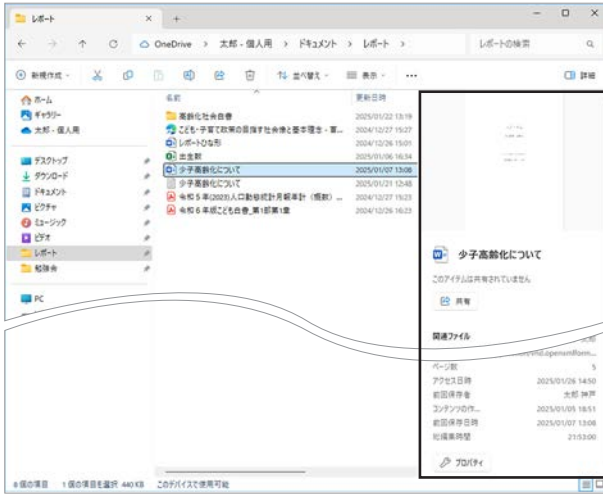 レポート
OneDrive > 太郎 - 個人用 > ドキュメント > レポート >
レポートの検索
新規作成
並べ替え
表示
詳細
ホーム
ギャラリー
太郎 - 個人用
デスクトップ
ダウンロード
ドキュメント
ピクチャ
ミュージック
ビデオ
レポート
勉強会
PC
名前 更新日時
高齢化社会白書 2025/01/22 13:19
こども・子育て政策の目指す社会像と基本理念 - 首... 2024/12/27 15:27
レポートひな形 2024/12/26 15:01
出生数 2025/01/06 16:34
少子高齢化について 2025/01/07 13:08
少子高齢化について 2025/01/21 12:48
令和5年(2023)人口動態統計月報年計(概数)... 2024/12/27 15:23
令和6年版こども白書_第1部第1章 2024/12/26 16:23
少子高齢化について
このアイテムは共有されていません
共有
関連ファイル
ページ数 5
アクセス日時 2025/01/26 14:50
前回保存者 太郎 神戸
コンテンツの作... 2025/01/05 18:51
前回保存日時 2025/01/07 13:08
総編集時間 21:53:00
プロパティ
8 個の項目 1 個の項目を選択 440 KB このデバイスで使用可能